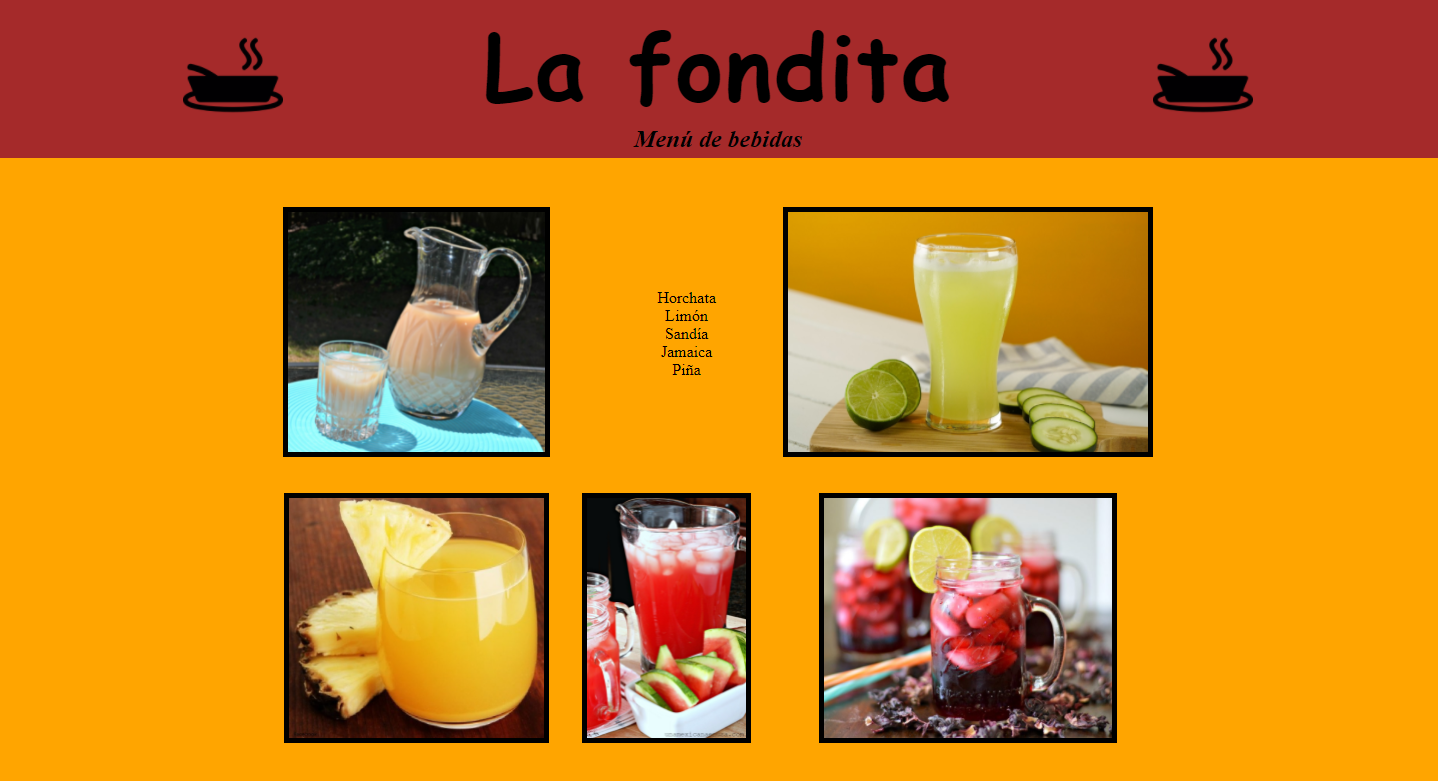 La fondita
Menú de bebidas
Horchata
Limón
Sandía
Jamaica
Piña